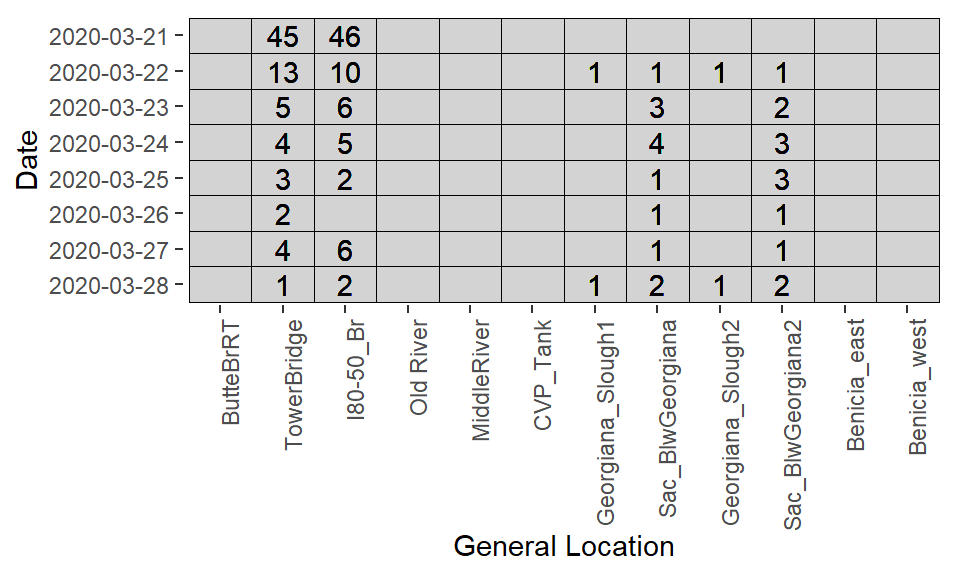 2020-03-21 45 46
2020-03-22 13 10 1 1 1 1
2020-03-23 5 6 3 2
2020-03-24 4 5 4 3
2020-03-25 3 2 1 3
2020-03-26 2 1 1
2020-03-27 4 6 1 1
2020-03-28 1 2 1 2 1 2
Date
ButteBrRT
TowerBridge
I80-50_Br
Old River
MiddleRiver
CVP_Tank
Georgiana_Slough1
Sac_BlwGeorgiana
Georgiana_Slough2
Sac_BlwGeorgiana2
Benicia_east
Benicia_west
General Location